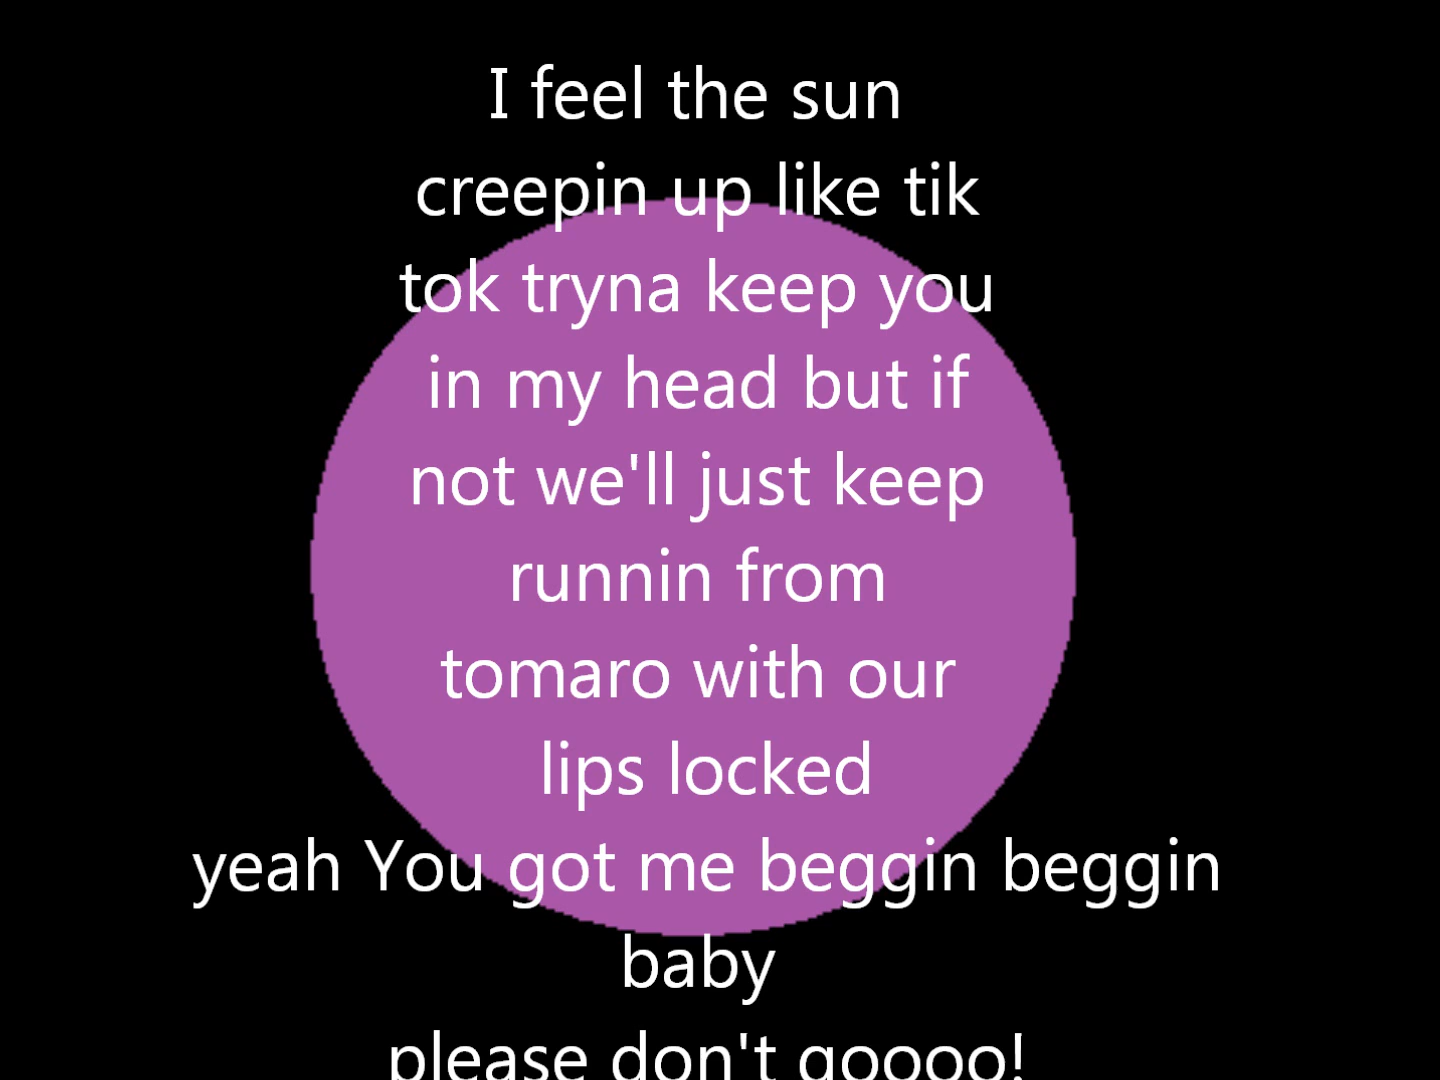 I feel the sun
creepin up like tik
tok tryna keep you
in my head but if
not we'll just keep
runnin from
tomaro with our
lips locked
yeah You got me beggin beggin
baby
please don't goooo!